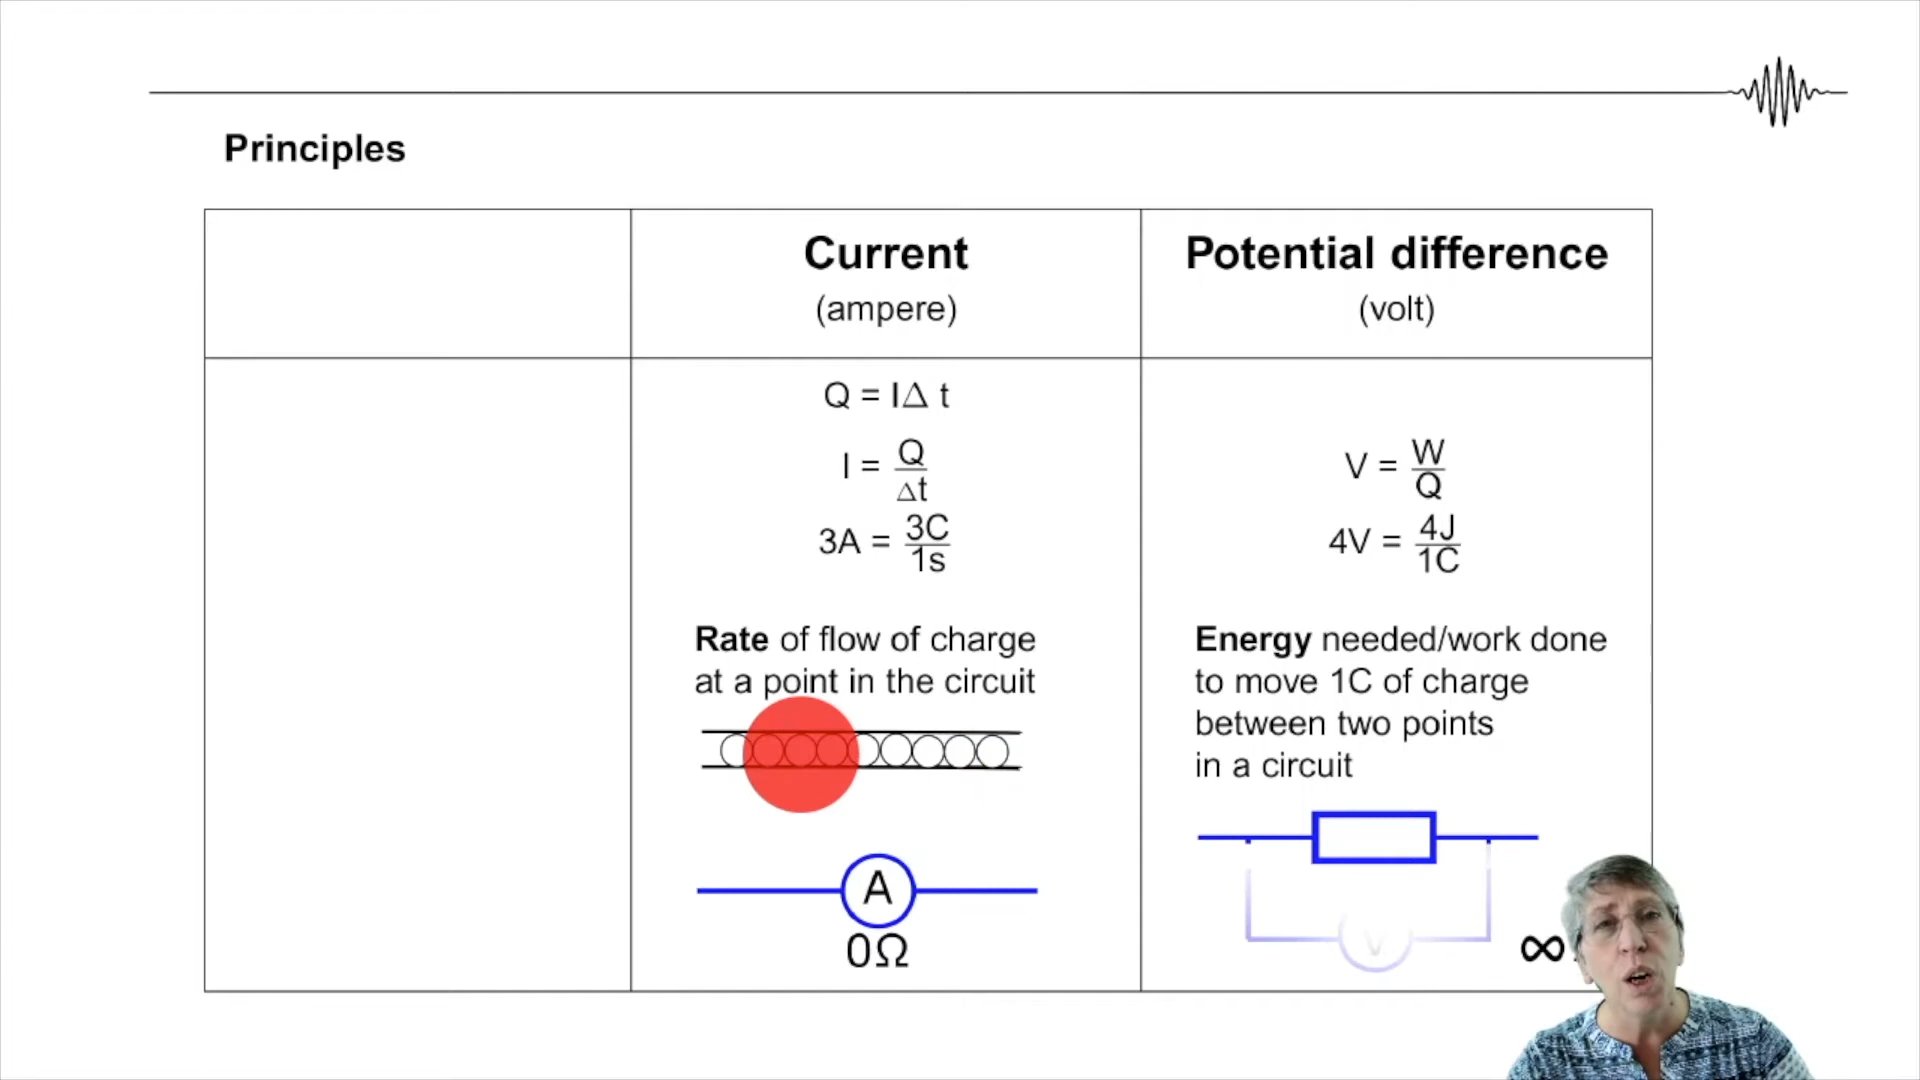 Principles
Current
(ampere)
Potential difference
(volt)
Q = IΔ t
I = Q/Δt
3A = 3C/1s
Rate of flow of charge
at a point in the circuit
A
0Ω
V = W/Q
4V = 4J/1C
Energy needed/work done
to move 1C of charge
between two points
in a circuit
V
∞